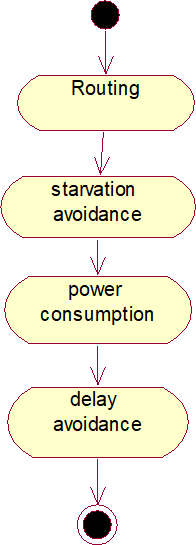 Routing
starvation
avoidance
power
consumption
delay
avoidance